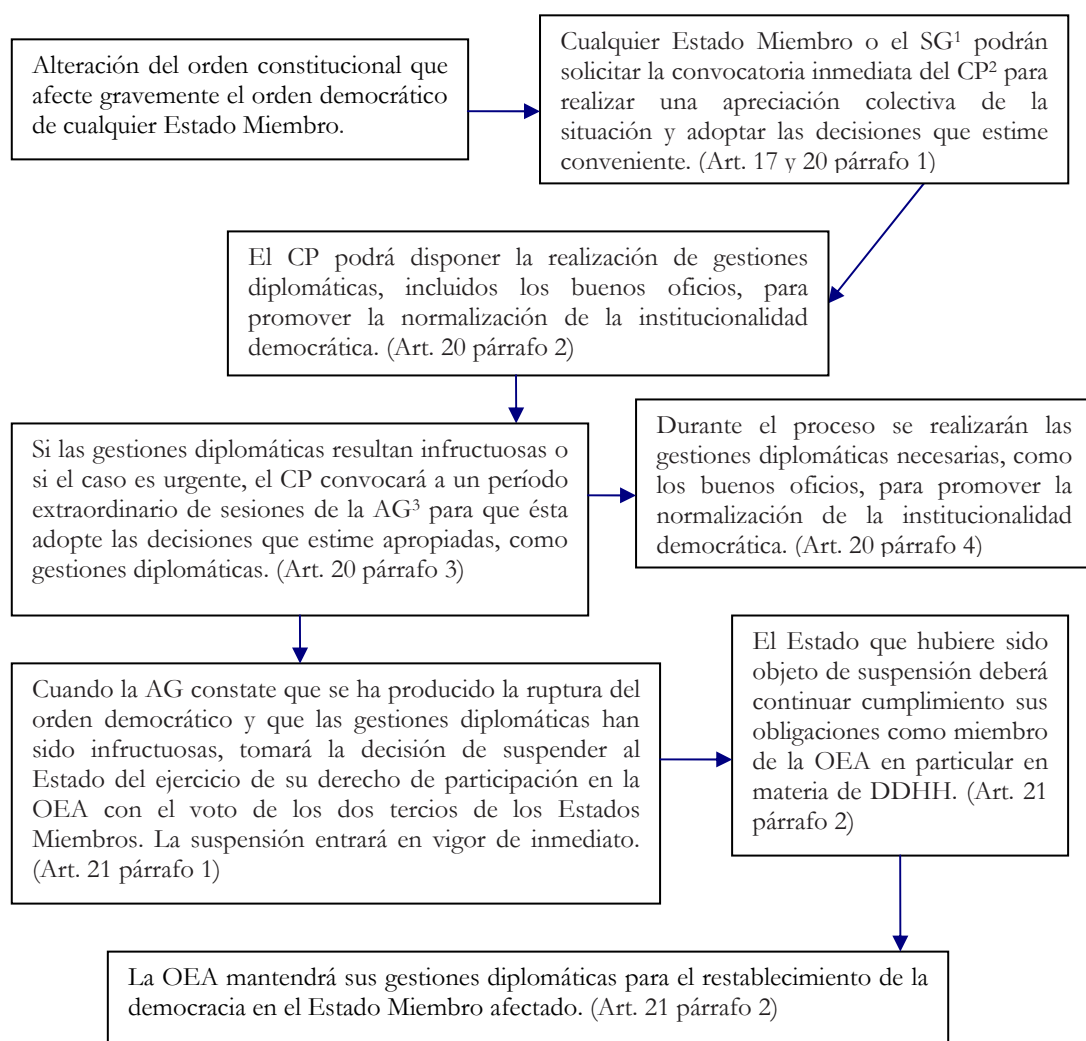 Alteración del orden constitucional que
afecte gravemente el orden democrático
de cualquier Estado Miembro.
Cualquier Estado Miembro o el SG¹ podrán
solicitar la convocatoria inmediata del CP² para
realizar una apreciación colectiva de la
situación y adoptar las decisiones que estime
conveniente. (Art. 17 y 20 párrafo 1)
El CP podrá disponer la realización de gestiones
diplomáticas, incluidos los buenos oficios, para
promover la normalización de la institucionalidad
democrática. (Art. 20 párrafo 2)
Si las gestiones diplomáticas resultan infructuosas o
si el caso es urgente, el CP convocará a un período
extraordinario de sesiones de la AG³ para que ésta
adopte las decisiones que estime apropiadas, como
gestiones diplomáticas. (Art. 20 párrafo 3)
Durante el proceso se realizarán las
gestiones diplomáticas necesarias, como
los buenos oficios, para promover la
normalización de la institucionalidad
democrática. (Art. 20 párrafo 4)
Cuando la AG constate que se ha producido la ruptura del
orden democrático y que las gestiones diplomáticas han
sido infructuosas, tomará la decisión de suspender al
Estado del ejercicio de su derecho de participación en la
OEA con el voto de los dos tercios de los Estados
Miembros. La suspensión entrará en vigor de inmediato.
(Art. 21 párrafo 1)
El Estado que hubiere sido
objeto de suspensión deberá
continuar cumplimiento sus
obligaciones como miembro
de la OEA en particular en
materia de DDHH. (Art. 21
párrafo 2)
La OEA mantendrá sus gestiones diplomáticas para el restablecimiento de la
democracia en el Estado Miembro afectado. (Art. 21 párrafo 2)